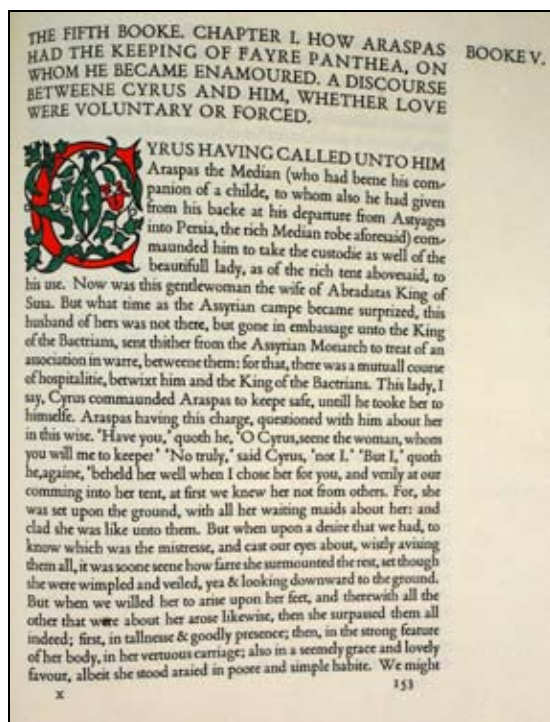 THE FIFTH BOOKE. CHAPTER I. HOW ARASPAS
HAD THE KEEPING OF FAYRE PANTHEA, ON
WHOM HE BECAME ENAMOURED. A DISCOURSE
BETWEENE CYRUS AND HIM, WHETHER LOVE
WERE VOLUNTARY OR FORCED.
BOOKE V.
CYRUS HAVING CALLED UNTO HIM
Araspas the Median (who had beene his com-
panion of a childe, to whom also he had given
from his backe at his departure from Astyages
into Persia, the rich Median robe aforesaid) com-
maunded him to take the custodie as well of the
beautifull lady, as of the rich tent abovesaid, to
his use. Now was this gentlewoman the wife of Abradatas King of
Susa. But what time as the Assyrian campe became surprized, this
husband of hers was not there, but gone in embassage unto the King
of the Bactrians, sent thither from the Assyrian Monarch to treat of an
association in warre, betweene them: for that, there was a mutuall course
of hospitalitie, betwixt him and the King of the Bactrians. This lady, I
say, Cyrus commaunded Araspas to keepe safe, untill he tooke her to
himselfe. Araspas having this charge, questioned with him about her
in this wise. 'Have you,' quoth he, 'O Cyrus, seene the woman, whom
you will me to keepe?' 'No truly,' said Cyrus, 'not I.' 'But I,' quoth
he, againe, 'beheld her well when I chose her for you, and verily at our
comming into her tent, at first we knew her not from others. For, she
was set upon the ground, with all her waiting maids about her: and
clad she was like unto them. But when upon a desire that we had, to
know which was the mistresse, and cast our eyes about, wistly avising
them all, it was soone seene how farre she surmounted the rest, set though
she were wimpled and veiled, yea & looking downward to the ground.
But when we willed her to arise upon her feet, and therewith all the
other that were about her arose likewise, then she surpassed them all
indeed; first, in tallnesse & goodly presence; then, in the strong feature
of her body, in her vertuous carriage; also in a seemely grace and lovely
favour, albeit she stood araied in poore and simple habite. We might
x
153